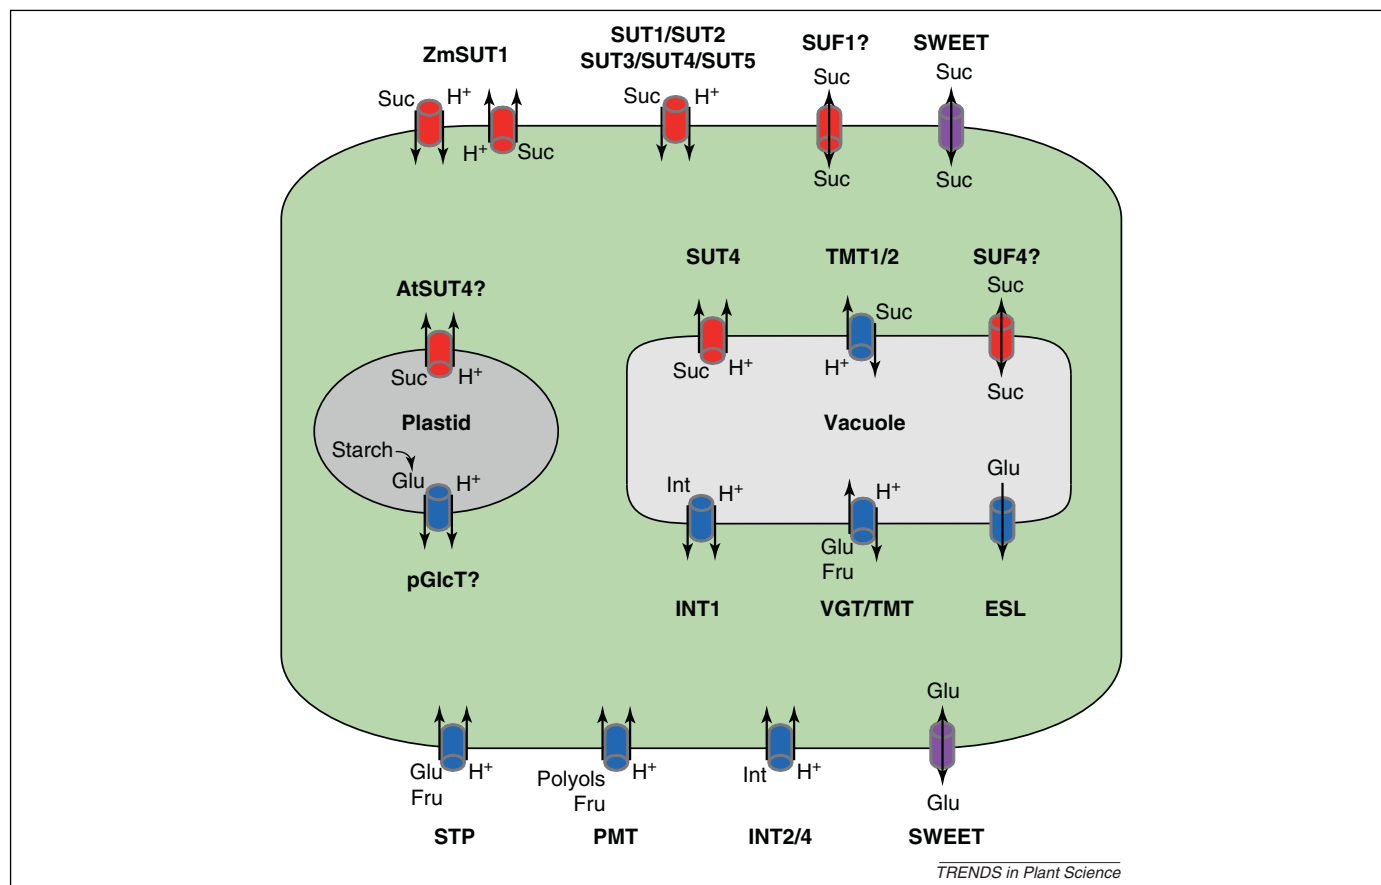 SUT1/SUT2
SUT3/SUT4/SUT5
ZmSUT1
SUF1?
SWEET
Suc H⁺
H⁺ Suc
Suc H⁺
Suc
Suc
Suc
Suc
AtSUT4?
Suc H⁺
Plastid
Starch
Glu H⁺
pGlcT?
SUT4
Suc H⁺
TMT1/2
Suc
H⁺
SUF4?
Suc
Suc
Vacuole
Int H⁺
INT1
H⁺
Glu
Fru
VGT/TMT
Glu
ESL
Glu H⁺
Fru
STP
Polyols H⁺
Fru
PMT
Int H⁺
INT2/4
Glu
Glu
SWEET
TRENDS in Plant Science